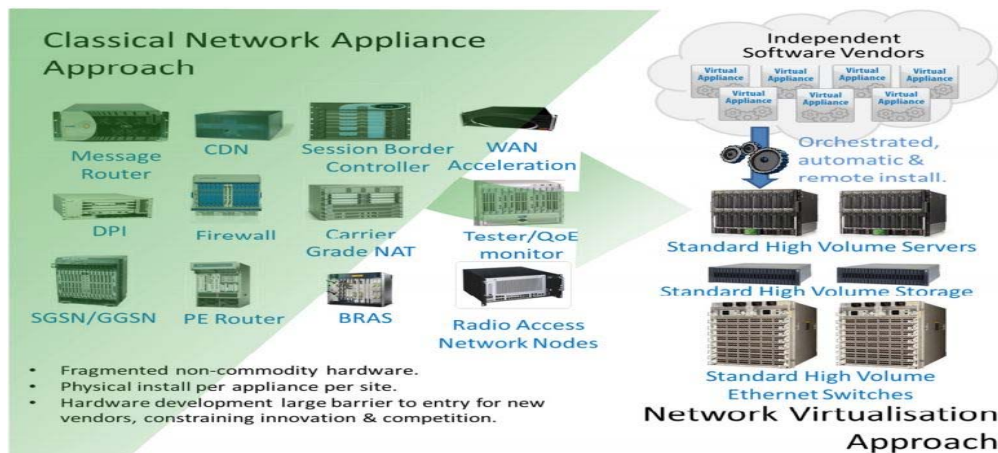 Classical Network Appliance
Approach
Message
Router
CDN
Session Border
Controller
WAN
Acceleration
DPI
Firewall
Carrier
Grade NAT
Tester/QoE
monitor
SGSN/GGSN
PE Router
BRAS
Radio Access
Network Nodes
• Fragmented non-commodity hardware.
• Physical install per appliance per site.
• Hardware development large barrier to entry for new
vendors, constraining innovation & competition.
Independent
Software Vendors
Virtual
Appliance
Virtual
Appliance
Virtual
Appliance
Virtual
Appliance
Virtual
Appliance
Virtual
Appliance
Virtual
Appliance
Orchestrated,
automatic &
remote install.
Standard High Volume Servers
Standard High Volume Storage
Standard High Volume
Ethernet Switches
Network Virtualisation
Approach